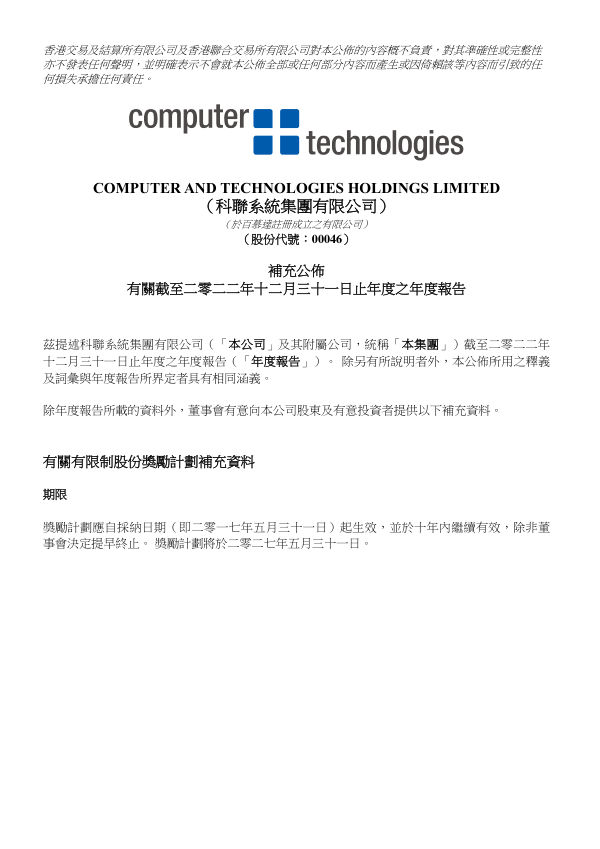 香港交易及結算所有限公司及香港聯合交易所有限公司對本公佈的內容概不負責，對其準確性或完整性
亦不發表任何聲明，並明確表示不會就本公佈全部或任何部分內容而產生或因倚賴該等內容而引致的任
何損失承擔任何責任。
computer
technologies
COMPUTER AND TECHNOLOGIES HOLDINGS LIMITED
（科聯系統集團有限公司）
（於百慕達註冊成立之有限公司）
（股份代號：00046）
補充公佈
有關截至二零二二年十二月三十一日止年度之年度報告
茲提述科聯系統集團有限公司（「本公司」及其附屬公司，統稱「本集團」）截至二零二二年
十二月三十一日止年度之年度報告（「年度報告」）。 除另有所說明者外，本公佈所用之釋義
及詞彙與年度報告所界定者具有相同涵義。
除年度報告所載的資料外，董事會有意向本公司股東及有意投資者提供以下補充資料。
有關有限制股份獎勵計劃補充資料
期限
獎勵計劃應自採納日期（即二零一七年五月三十一日）起生效，並於十年內繼續有效，除非董
事會決定提早終止。 獎勵計劃將於二零二七年五月三十一日。